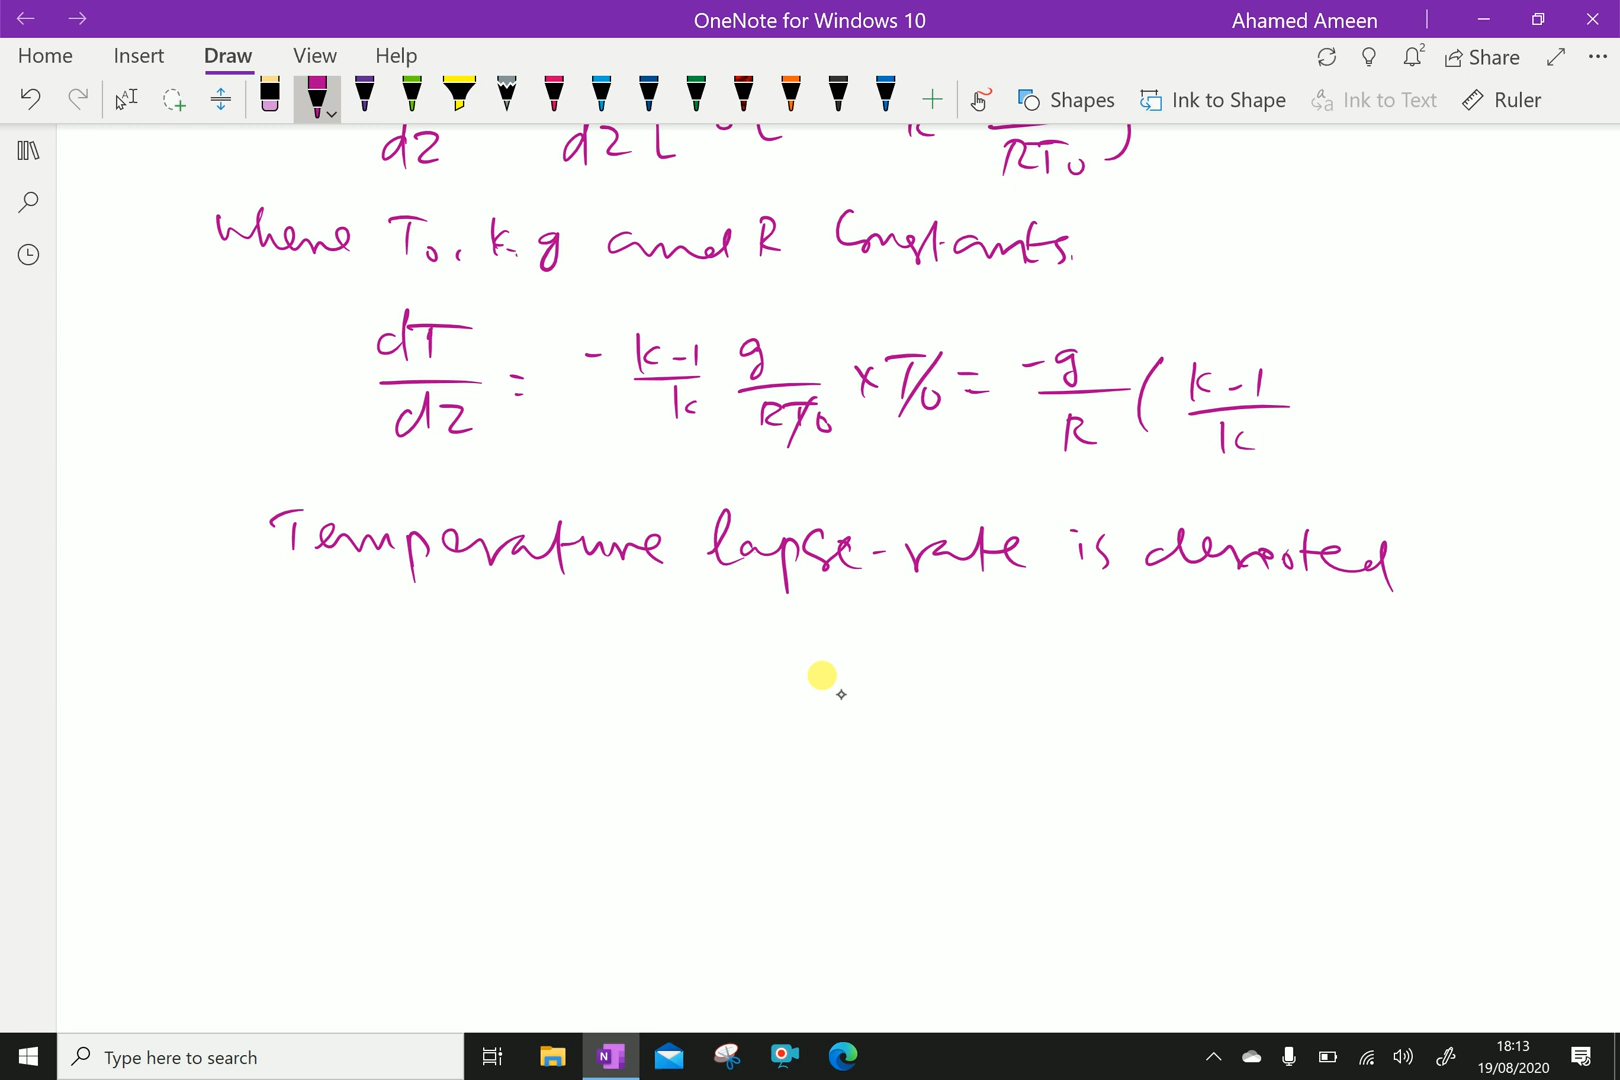 OneNote for Windows 10 Ahamed Ameen
Home Insert Draw View Help 2 Share
Shapes Ink to Shape Ink to Text Ruler
dz dz [ RT₀ )
where T₀, k, g and R Constants.
dT/dz = - k-1/k g/RT₀ × T₀ = -g/R ( k-1/k
Temperature lapse-rate is denoted
Type here to search
18:13
19/08/2020